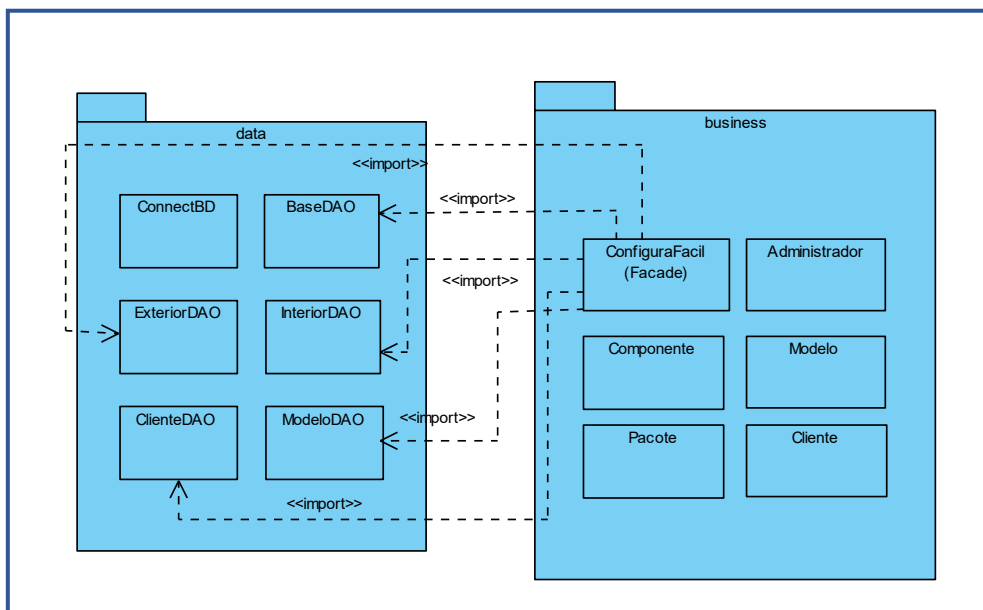 data
business
<<import>>
<<import>>
ConnectBD
BaseDAO
ConfiguraFacil
(Facade)
Administrador
<<import>>
ExteriorDAO
InteriorDAO
Componente
Modelo
ClienteDAO
ModeloDAO
<<import>>
Pacote
Cliente
<<import>>